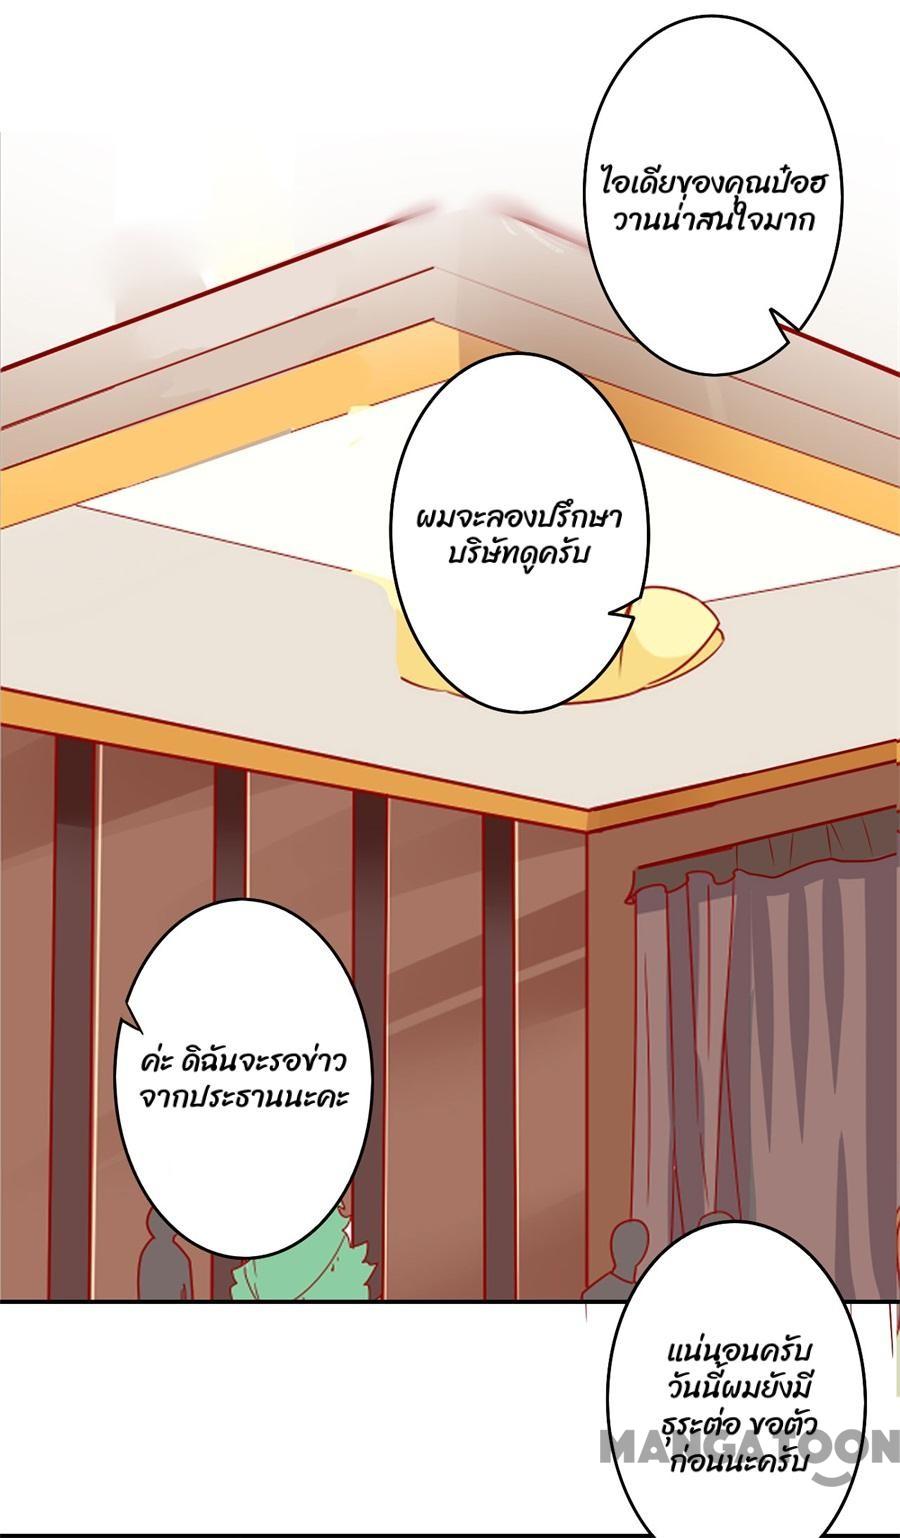 ไอเดียของคุณป๋อฮ
วานน่าสนใจมาก
ผมจะลองปรึกษา
บริษัทดูครับ
ค่ะ ดิฉันจะรอข่าว
จากประธานนะคะ
แน่นอนครับ
วันนี้ผมยังมี
ธุระต่อ ขอตัว
ก่อนนะครับ
MANGATOON